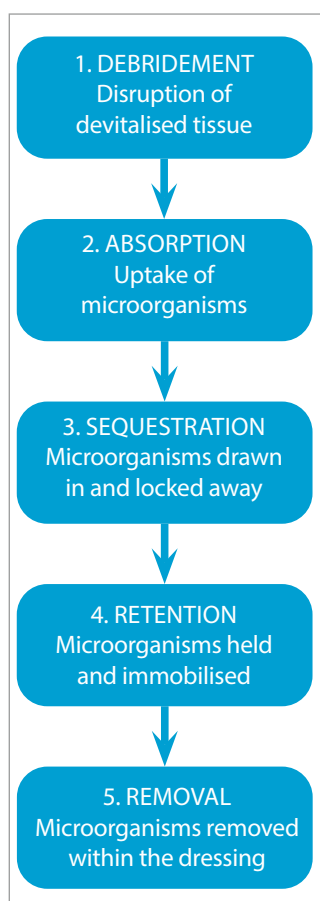 1. DEBRIDEMENT
Disruption of
devitalised tissue
2. ABSORPTION
Uptake of
microorganisms
3. SEQUESTRATION
Microorganisms drawn
in and locked away
4. RETENTION
Microorganisms held
and immobilised
5. REMOVAL
Microorganisms removed
within the dressing